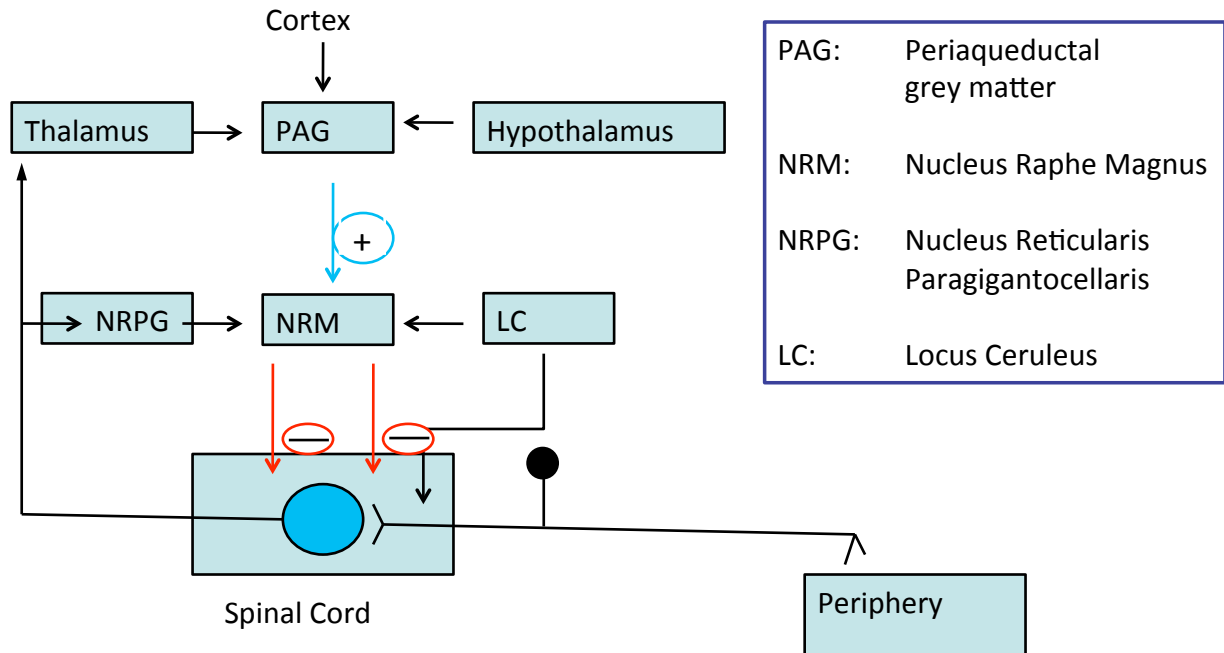 Cortex
Thalamus
PAG
Hypothalamus
+
NRPG
NRM
LC
Spinal Cord
Periphery
PAG: Periaqueductal
grey matter
NRM: Nucleus Raphe Magnus
NRPG: Nucleus Reticularis
Paragigantocellaris
LC: Locus Ceruleus